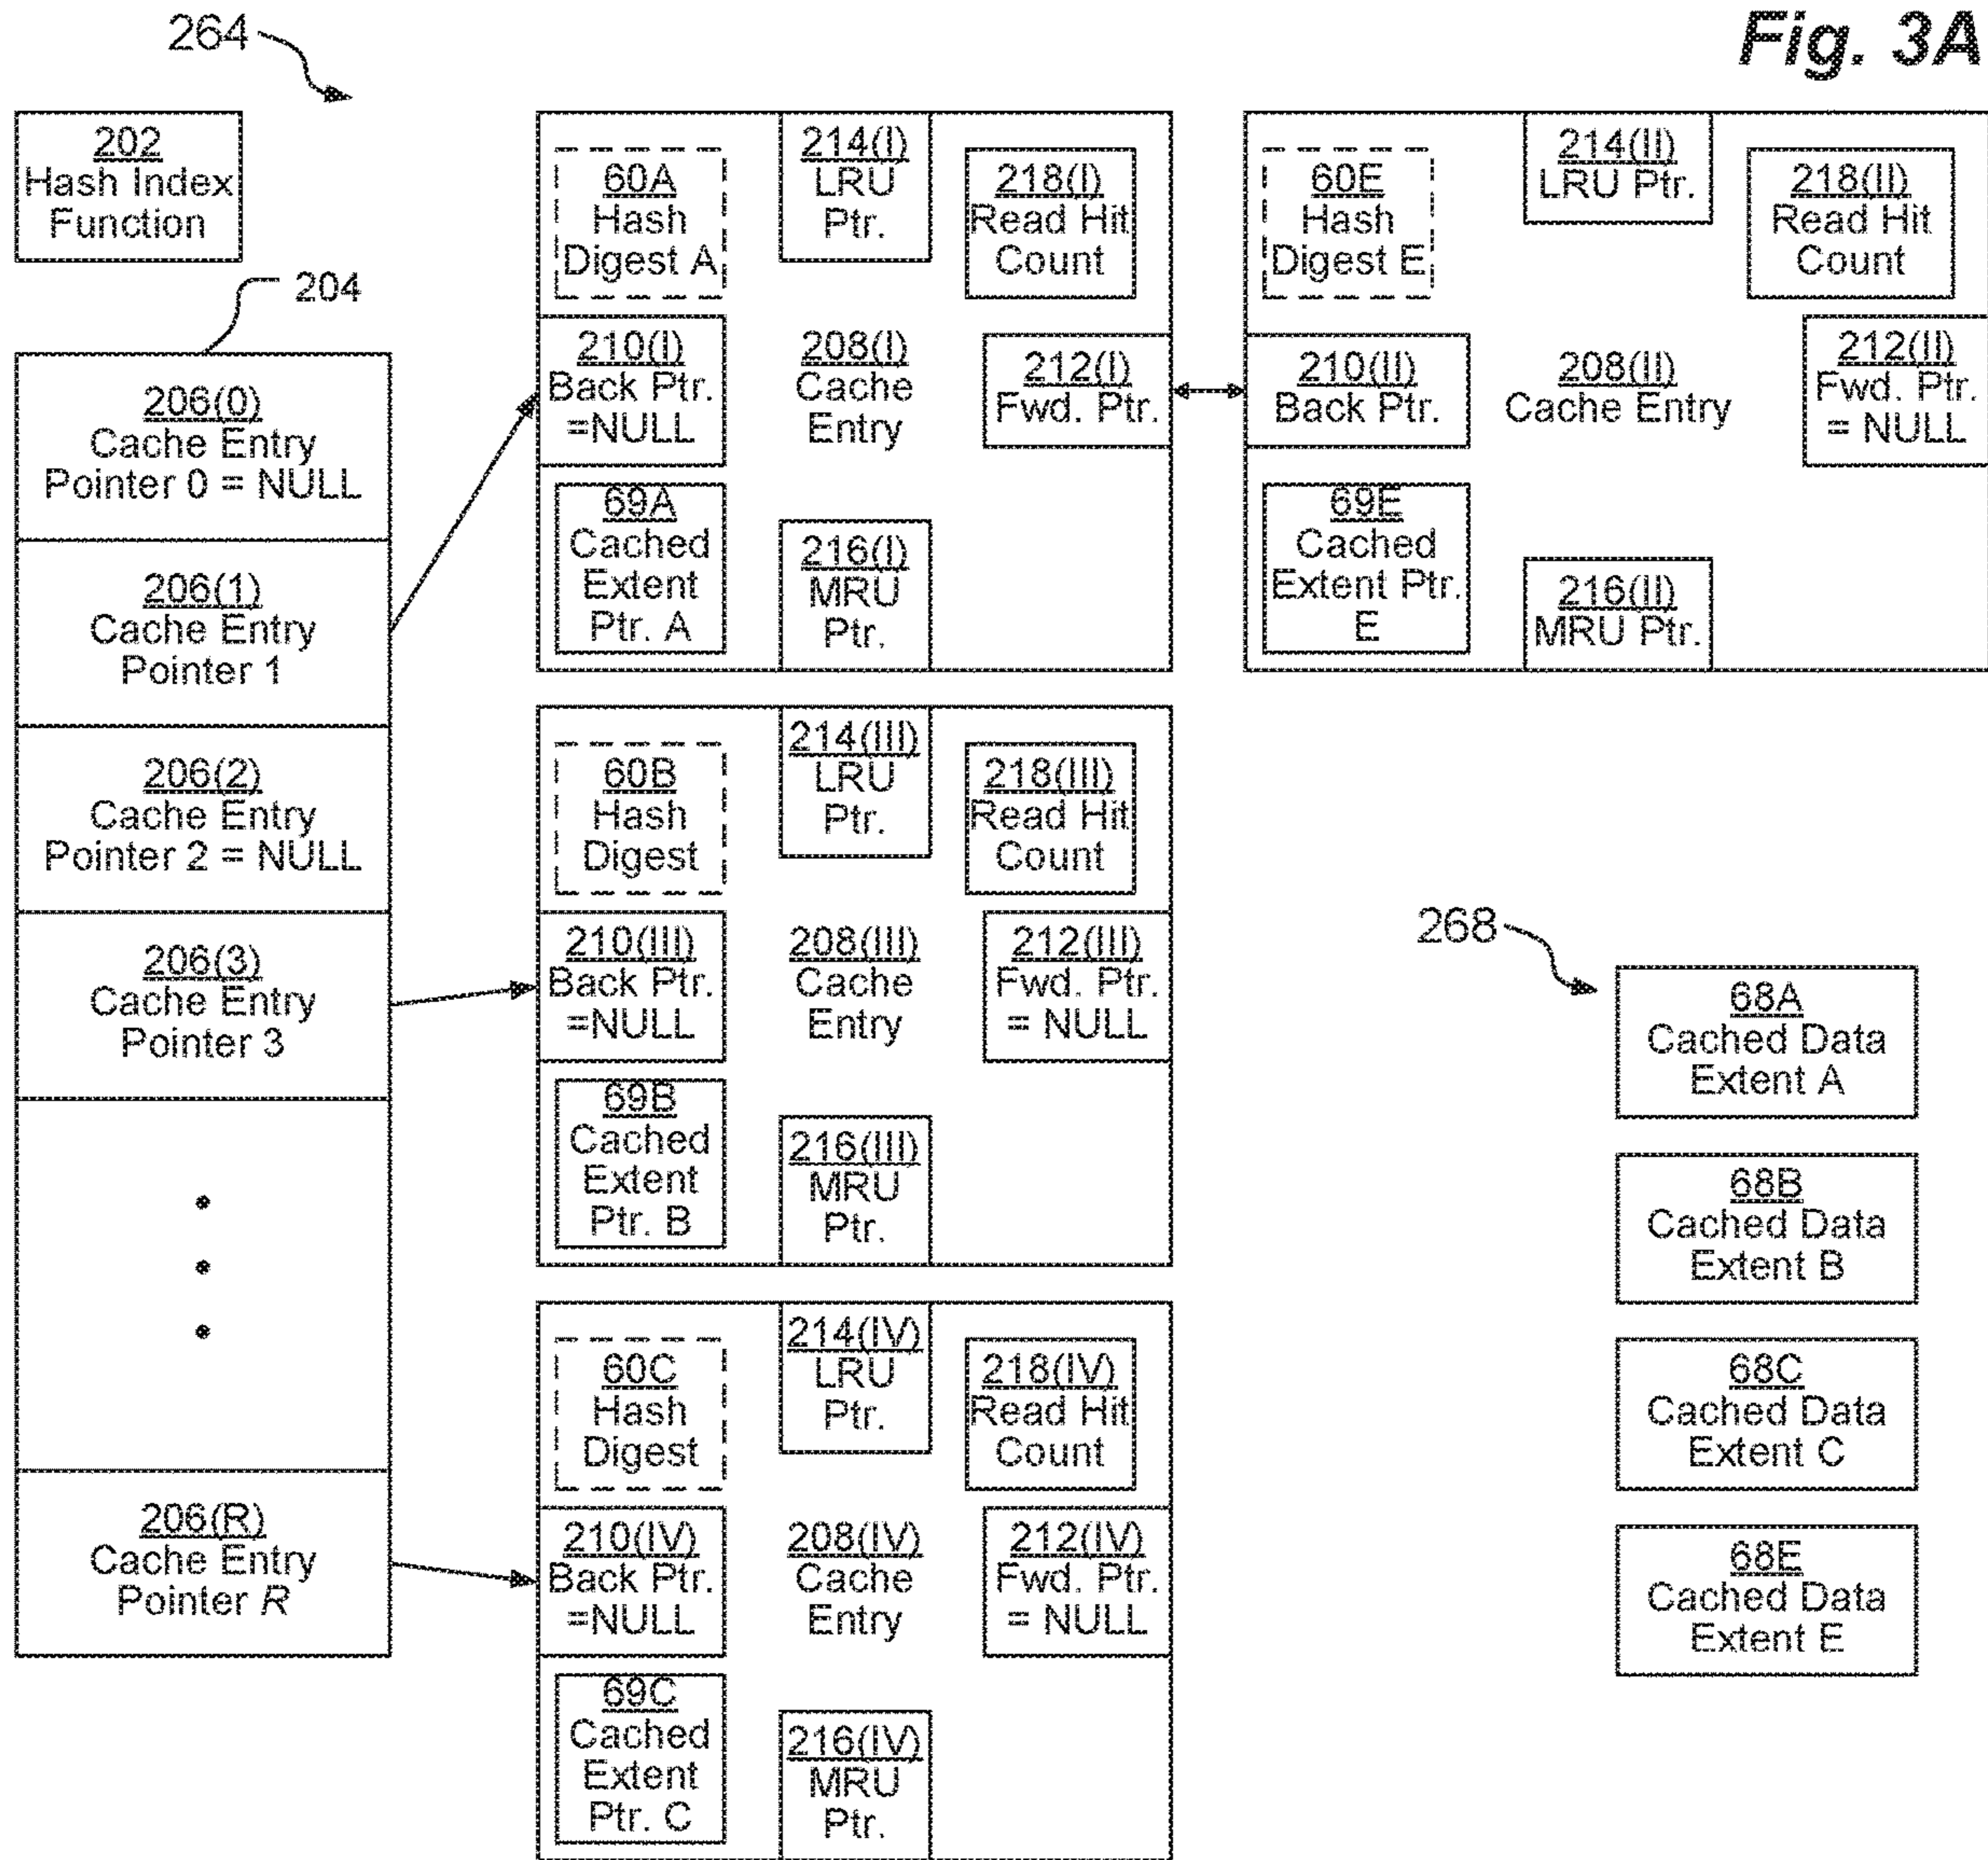 Fig. 3A
264
202
Hash Index
Function
204
206(0)
Cache Entry
Pointer 0 = NULL
206(1)
Cache Entry
Pointer 1
206(2)
Cache Entry
Pointer 2 = NULL
206(3)
Cache Entry
Pointer 3
206(R)
Cache Entry
Pointer R
60A
Hash
Digest A
214(I)
LRU
Ptr.
218(I)
Read Hit
Count
210(I)
Back Ptr.
=NULL
208(I)
Cache
Entry
212(I)
Fwd. Ptr.
69A
Cached
Extent
Ptr. A
216(I)
MRU
Ptr.
60E
Hash
Digest E
214(II)
LRU Ptr.
218(II)
Read Hit
Count
210(II)
Back Ptr.
208(II)
Cache Entry
212(II)
Fwd. Ptr.
= NULL
69E
Cached
Extent Ptr.
E
216(II)
MRU Ptr.
60B
Hash
Digest
214(III)
LRU
Ptr.
218(III)
Read Hit
Count
210(III)
Back Ptr.
=NULL
208(III)
Cache
Entry
212(III)
Fwd. Ptr.
= NULL
69B
Cached
Extent
Ptr. B
216(III)
MRU
Ptr.
60C
Hash
Digest
214(IV)
LRU
Ptr.
218(IV)
Read Hit
Count
210(IV)
Back Ptr.
=NULL
208(IV)
Cache
Entry
212(IV)
Fwd. Ptr.
= NULL
69C
Cached
Extent
Ptr. C
216(IV)
MRU
Ptr.
268
68A
Cached Data
Extent A
68B
Cached Data
Extent B
68C
Cached Data
Extent C
68E
Cached Data
Extent E